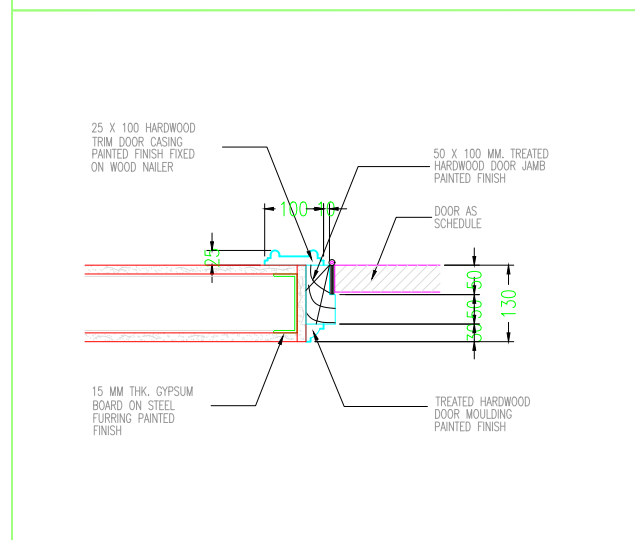 25 X 100 HARDWOOD
TRIM DOOR CASING
PAINTED FINISH FIXED
ON WOOD NAILER
50 X 100 MM. TREATED
HARDWOOD DOOR JAMB
PAINTED FINISH
DOOR AS
SCHEDULE
100 10
25
50
50
30
130
15 MM THK. GYPSUM
BOARD ON STEEL
FURRING PAINTED
FINISH
TREATED HARDWOOD
DOOR MOULDING
PAINTED FINISH